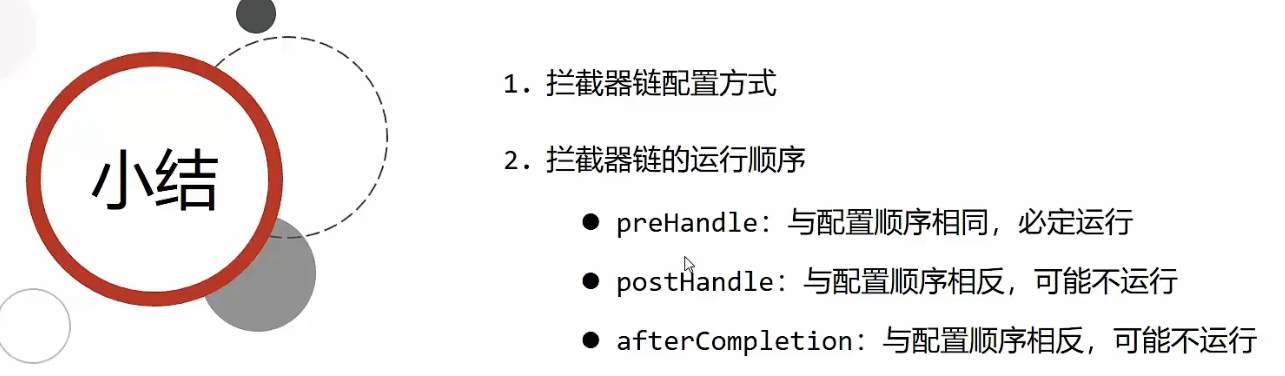 小结
1. 拦截器链配置方式
2. 拦截器链的运行顺序
● preHandle：与配置顺序相同，必定运行
● postHandle：与配置顺序相反，可能不运行
● afterCompletion：与配置顺序相反，可能不运行